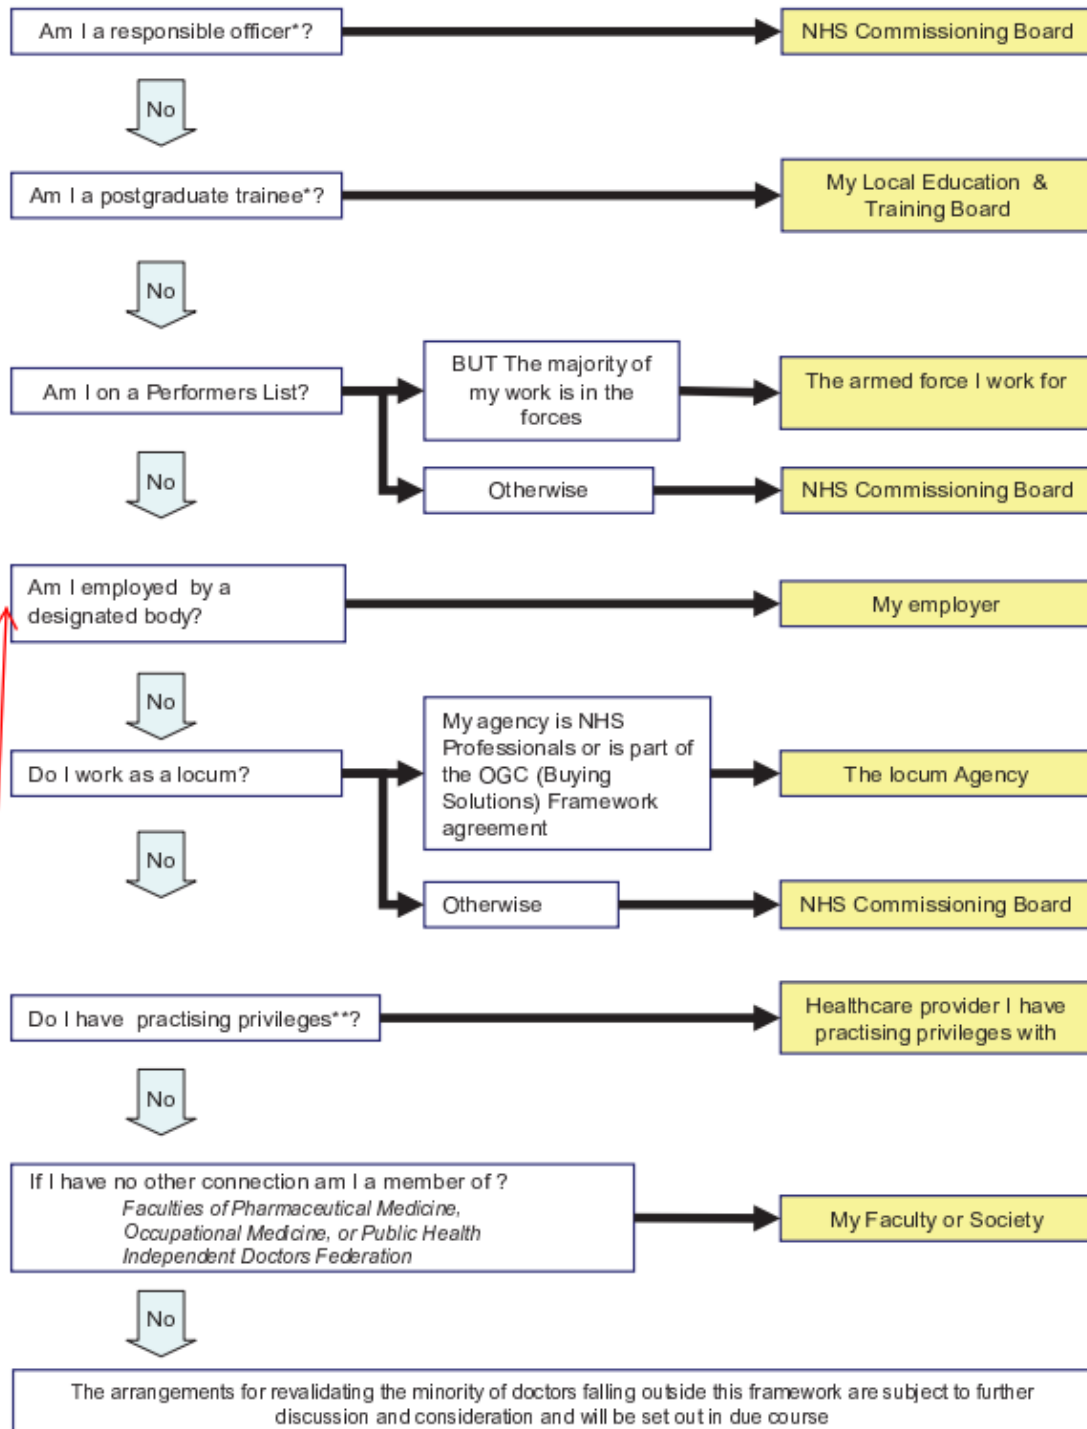 Am I a responsible officer*?
NHS Commissioning Board
No
Am I a postgraduate trainee*?
My Local Education &
Training Board
No
Am I on a Performers List?
BUT The majority of
my work is in the
forces
The armed force I work for
No
Otherwise
NHS Commissioning Board
Am I employed by a
designated body?
My employer
No
Do I work as a locum?
My agency is NHS
Professionals or is part of
the OGC (Buying
Solutions) Framework
agreement
The locum Agency
No
Otherwise
NHS Commissioning Board
Do I have practising privileges**?
Healthcare provider I have
practising privileges with
No
If I have no other connection am I a member of ?
Faculties of Pharmaceutical Medicine,
Occupational Medicine, or Public Health
Independent Doctors Federation
My Faculty or Society
No
The arrangements for revalidating the minority of doctors falling outside this framework are subject to further
discussion and consideration and will be set out in due course